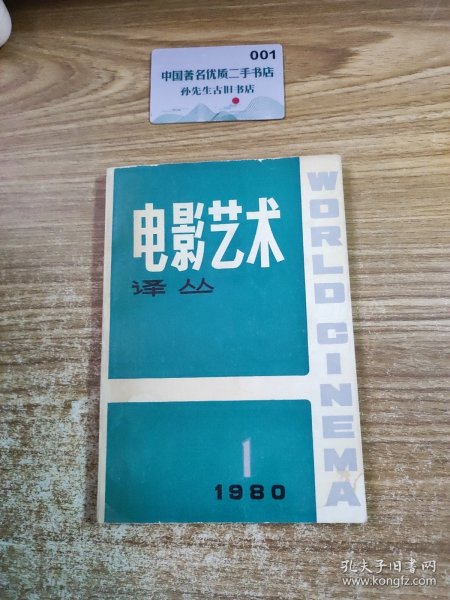 001
中国著名优质二手书店
孙先生古旧书店
电影艺术
译丛
WORLD CINEMA
1
1980
孔夫子旧书网
www.kongfz.com